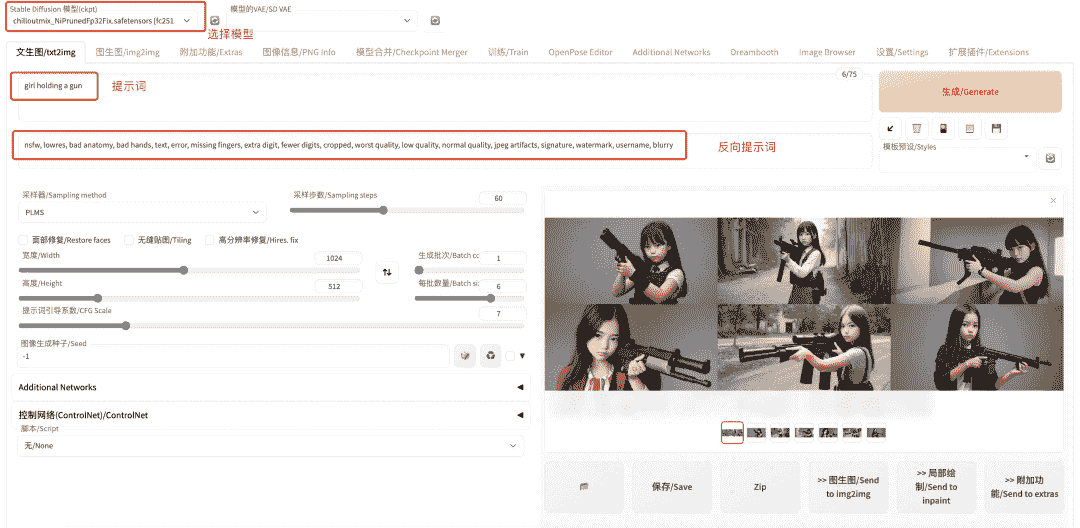 Stable Diffusion 模型(ckpt)
模型的VAE/SD VAE
chilloutmix_NiPrunedFp32Fix.safetensors [fc251
选择模型
文生图/txt2img 图生图/img2img 附加功能/Extras 图像信息/PNG Info 模型合并/Checkpoint Merger 训练/Train OpenPose Editor Additional Networks Dreambooth Image Browser 设置/Settings 扩展插件/Extensions
6/75
girl holding a gun
提示词
生成/Generate
nsfw, lowres, bad anatomy, bad hands, text, error, missing fingers, extra digit, fewer digits, cropped, worst quality, low quality, normal quality, jpeg artifacts, signature, watermark, username, blurry
反向提示词
模板预设/Styles
采样器/Sampling method
采样步数/Sampling steps
60
PLMS
面部修复/Restore faces 无缝贴图/Tiling 高分辨率修复/Hires. fix
宽度/Width
1024
生成批次/Batch cc
1
高度/Height
512
每批数量/Batch si:
6
提示词引导系数/CFG Scale
7
图像生成种子/Seed
-1
Additional Networks
控制网络(ControlNet)/ControlNet
脚本/Script
无/None
保存/Save
Zip
>> 图生图/Send
to img2img
>> 局部绘
制/Send to
inpaint
>> 附加功
能/Send to extras